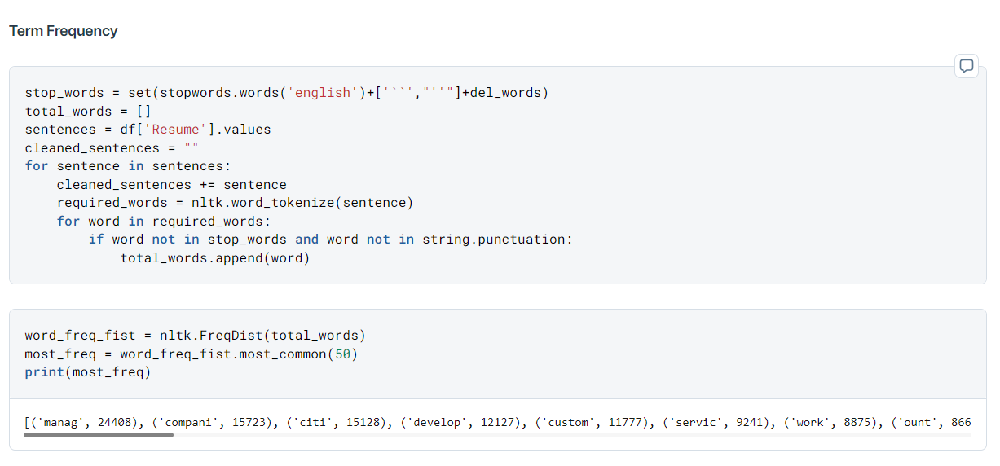 Term Frequency
stop_words = set(stopwords.words('english')+['``',"''"]+del_words)
total_words = []
sentences = df['Resume'].values
cleaned_sentences = ""
for sentence in sentences:
    cleaned_sentences += sentence
    required_words = nltk.word_tokenize(sentence)
    for word in required_words:
        if word not in stop_words and word not in string.punctuation:
            total_words.append(word)
word_freq_fist = nltk.FreqDist(total_words)
most_freq = word_freq_fist.most_common(50)
print(most_freq)
[('manag', 24408), ('compani', 15723), ('citi', 15128), ('develop', 12127), ('custom', 11777), ('servic', 9241), ('work', 8875), ('ount', 866